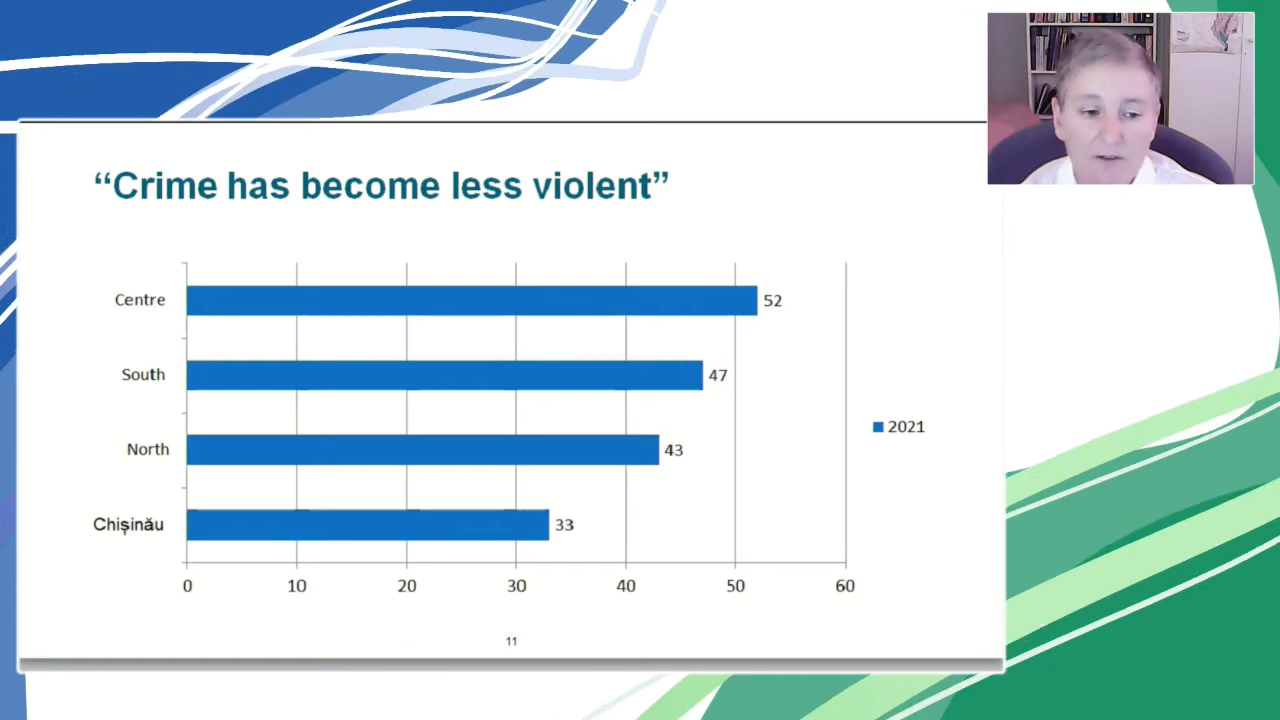 “Crime has become less violent”
Centre
52
South
47
2021
North
43
Chișinău
33
0 10 20 30 40 50 60
11